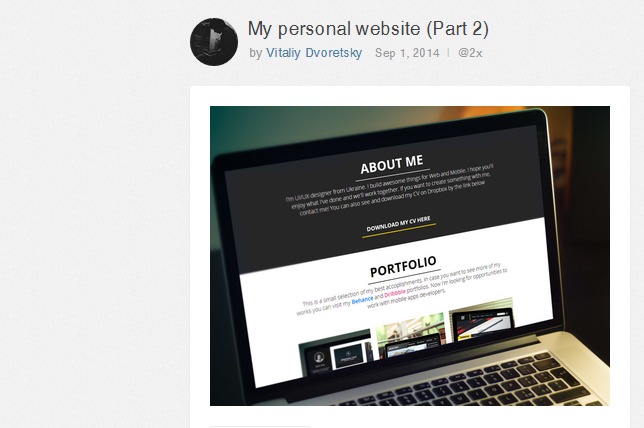 My personal website (Part 2)
by Vitaliy Dvoretsky Sep 1, 2014 | @2x
ABOUT ME
I'm UI/UX designer from Ukraine. I build awesome things for Web and Mobile. I hope you'll
enjoy what I've done and we'll work together. If you want to create something with me,
contact me! You can also see and download my CV on Dropbox by the link below
DOWNLOAD MY CV HERE
PORTFOLIO
This is a small selection of my best accoplishments. In case you want to see more of my
works you can visit my Behance and Dribbble portfolios. Now I'm looking for opportunities to
work with mobile apps developers.